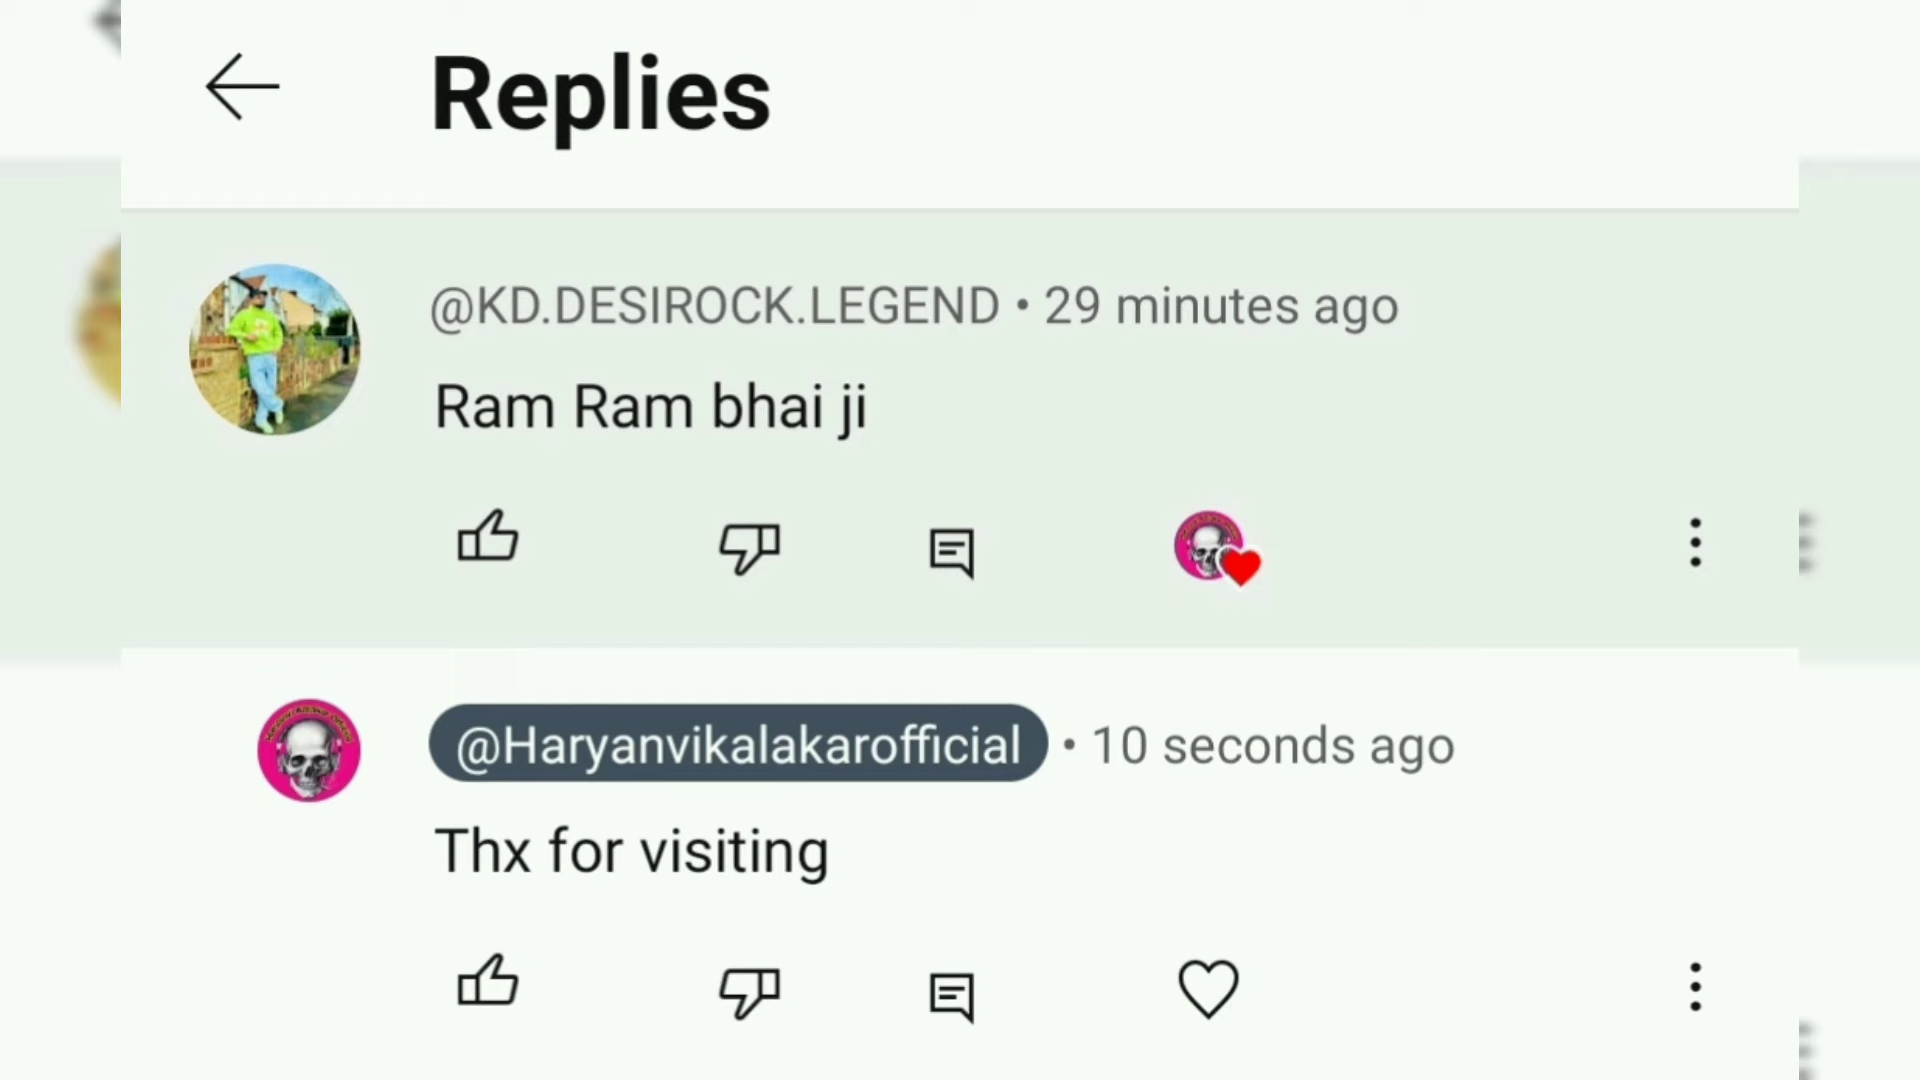 Replies
@KD.DESIROCK.LEGEND • 29 minutes ago
Ram Ram bhai ji
@Haryanvikalakarofficial • 10 seconds ago
Thx for visiting